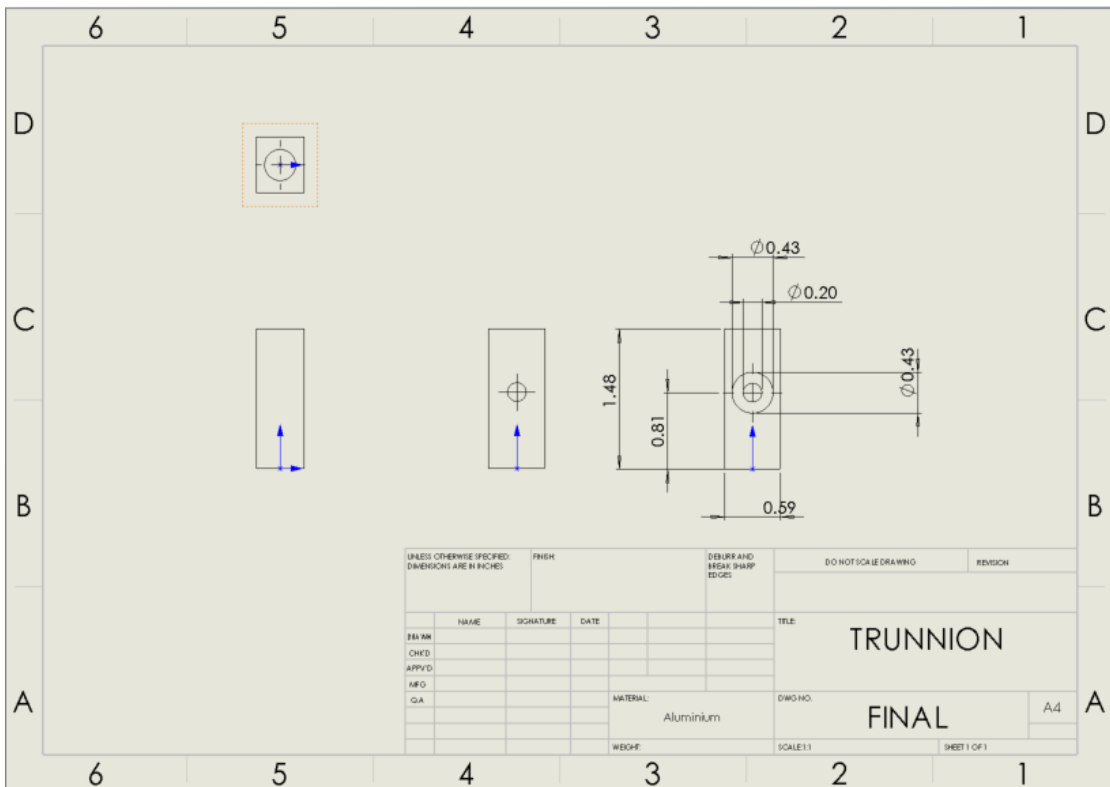 6 5 4 3 2 1
D D
⌀0.43
⌀0.20
C C
1.48
⌀0.43
0.81
B B
0.59
UNLESS OTHERWISE SPECIFIED: FINISH: DEBURR AND DO NOT SCALE DRAWING REVISION
DIMENSIONS ARE IN INCHES BREAK SHARP
EDGES
NAME SIGNATURE DATE TITLE:
DRAWN
TRUNNION
CHK'D
APPV'D
MFG
Q.A MATERIAL: DWG NO.
A Aluminium FINAL A4 A
WEIGHT: SCALE:1:1 SHEET 1 OF 1
6 5 4 3 2 1